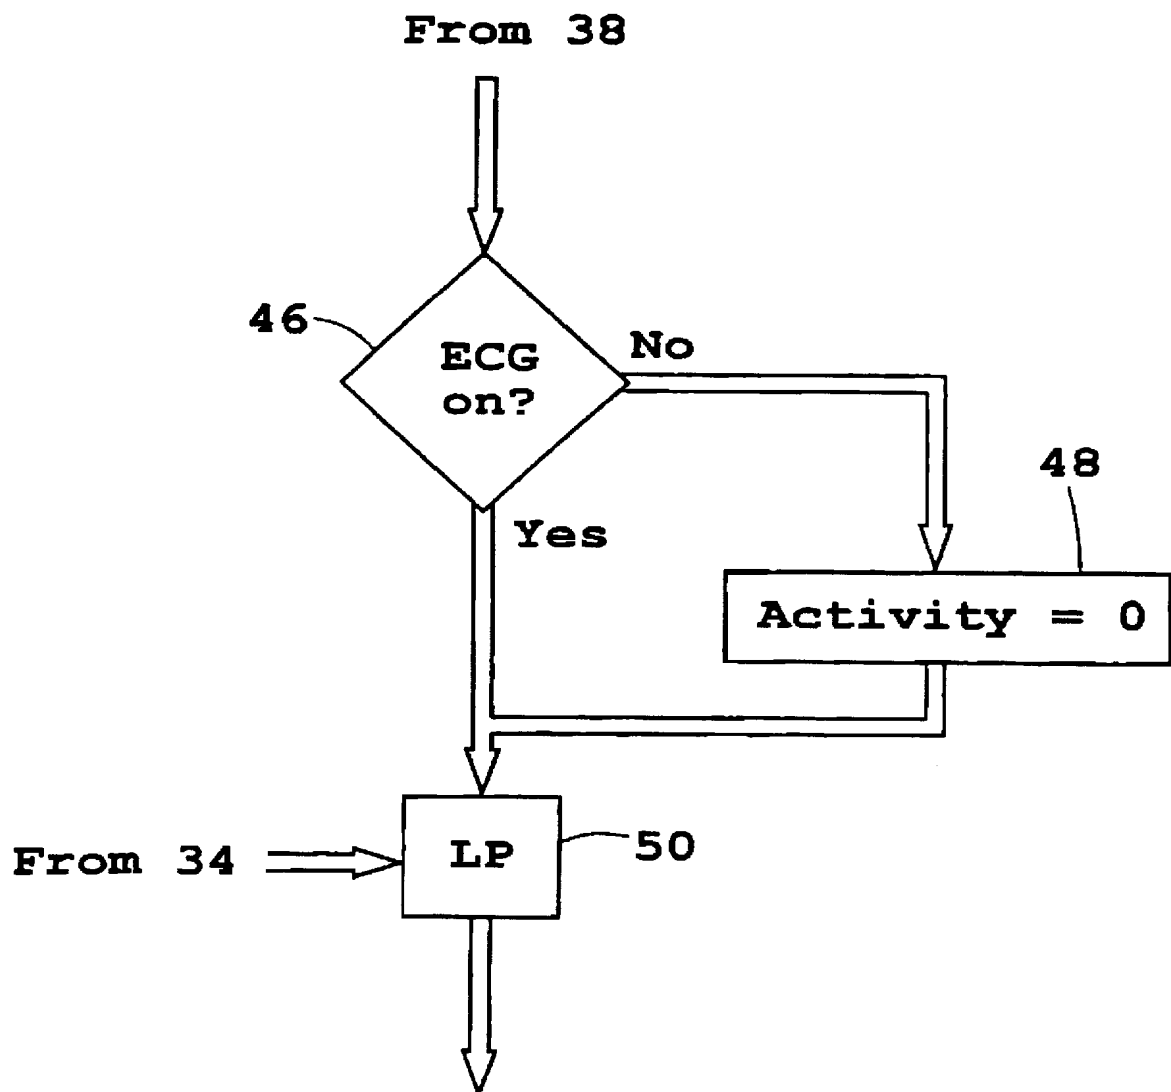 From 38
46
ECG
on?
No
Yes
48
Activity = 0
From 34
LP
50